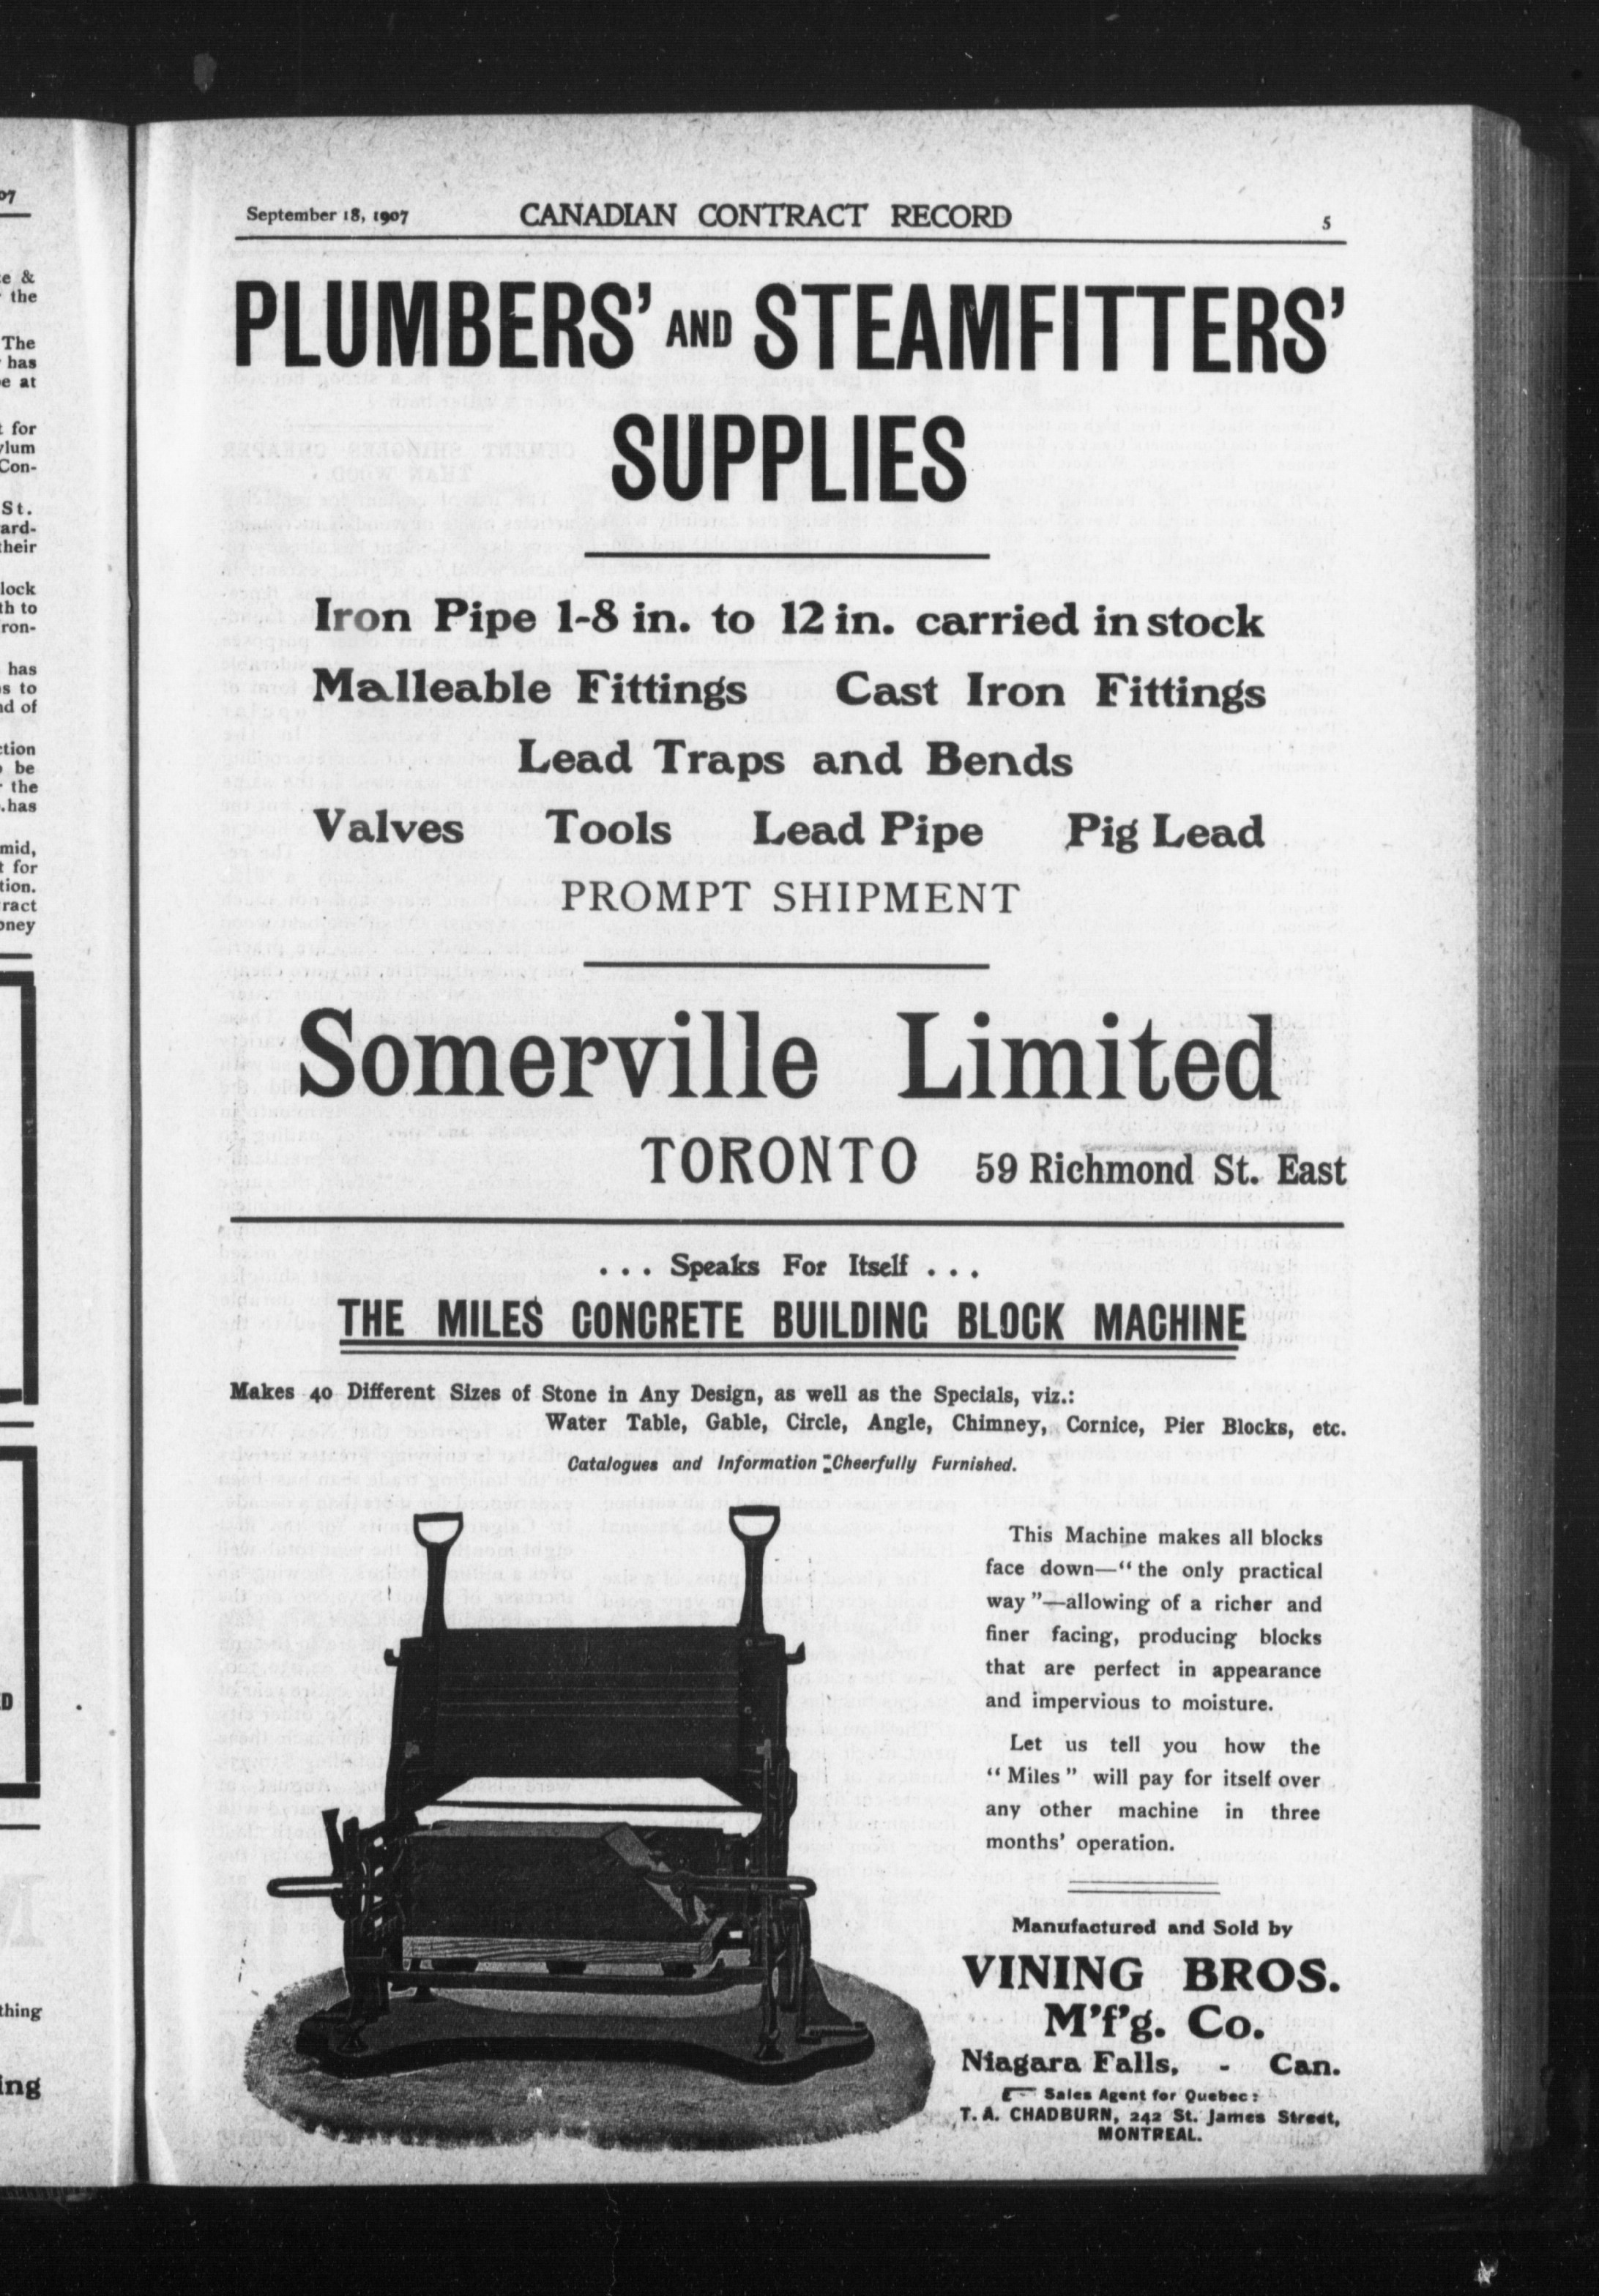 September 18, 1907 CANADIAN CONTRACT RECORD 5
PLUMBERS' AND STEAMFITTERS'
SUPPLIES
Iron Pipe 1-8 in. to 12 in. carried in stock
Malleable Fittings Cast Iron Fittings
Lead Traps and Bends
Valves Tools Lead Pipe Pig Lead
PROMPT SHIPMENT
Somerville Limited
TORONTO 59 Richmond St. East
... Speaks For Itself ...
THE MILES CONCRETE BUILDING BLOCK MACHINE
Makes 40 Different Sizes of Stone in Any Design, as well as the Specials, viz.:
Water Table, Gable, Circle, Angle, Chimney, Cornice, Pier Blocks, etc.
Catalogues and Information Cheerfully Furnished.
This Machine makes all blocks
face down—"the only practical
way"—allowing of a richer and
finer facing, producing blocks
that are perfect in appearance
and impervious to moisture.
Let us tell you how the
"Miles" will pay for itself over
any other machine in three
months' operation.
Manufactured and Sold by
VINING BROS.
M'f'g. Co.
Niagara Falls, - Can.
Sales Agent for Quebec:
T. A. CHADBURN, 242 St. James Street,
MONTREAL.